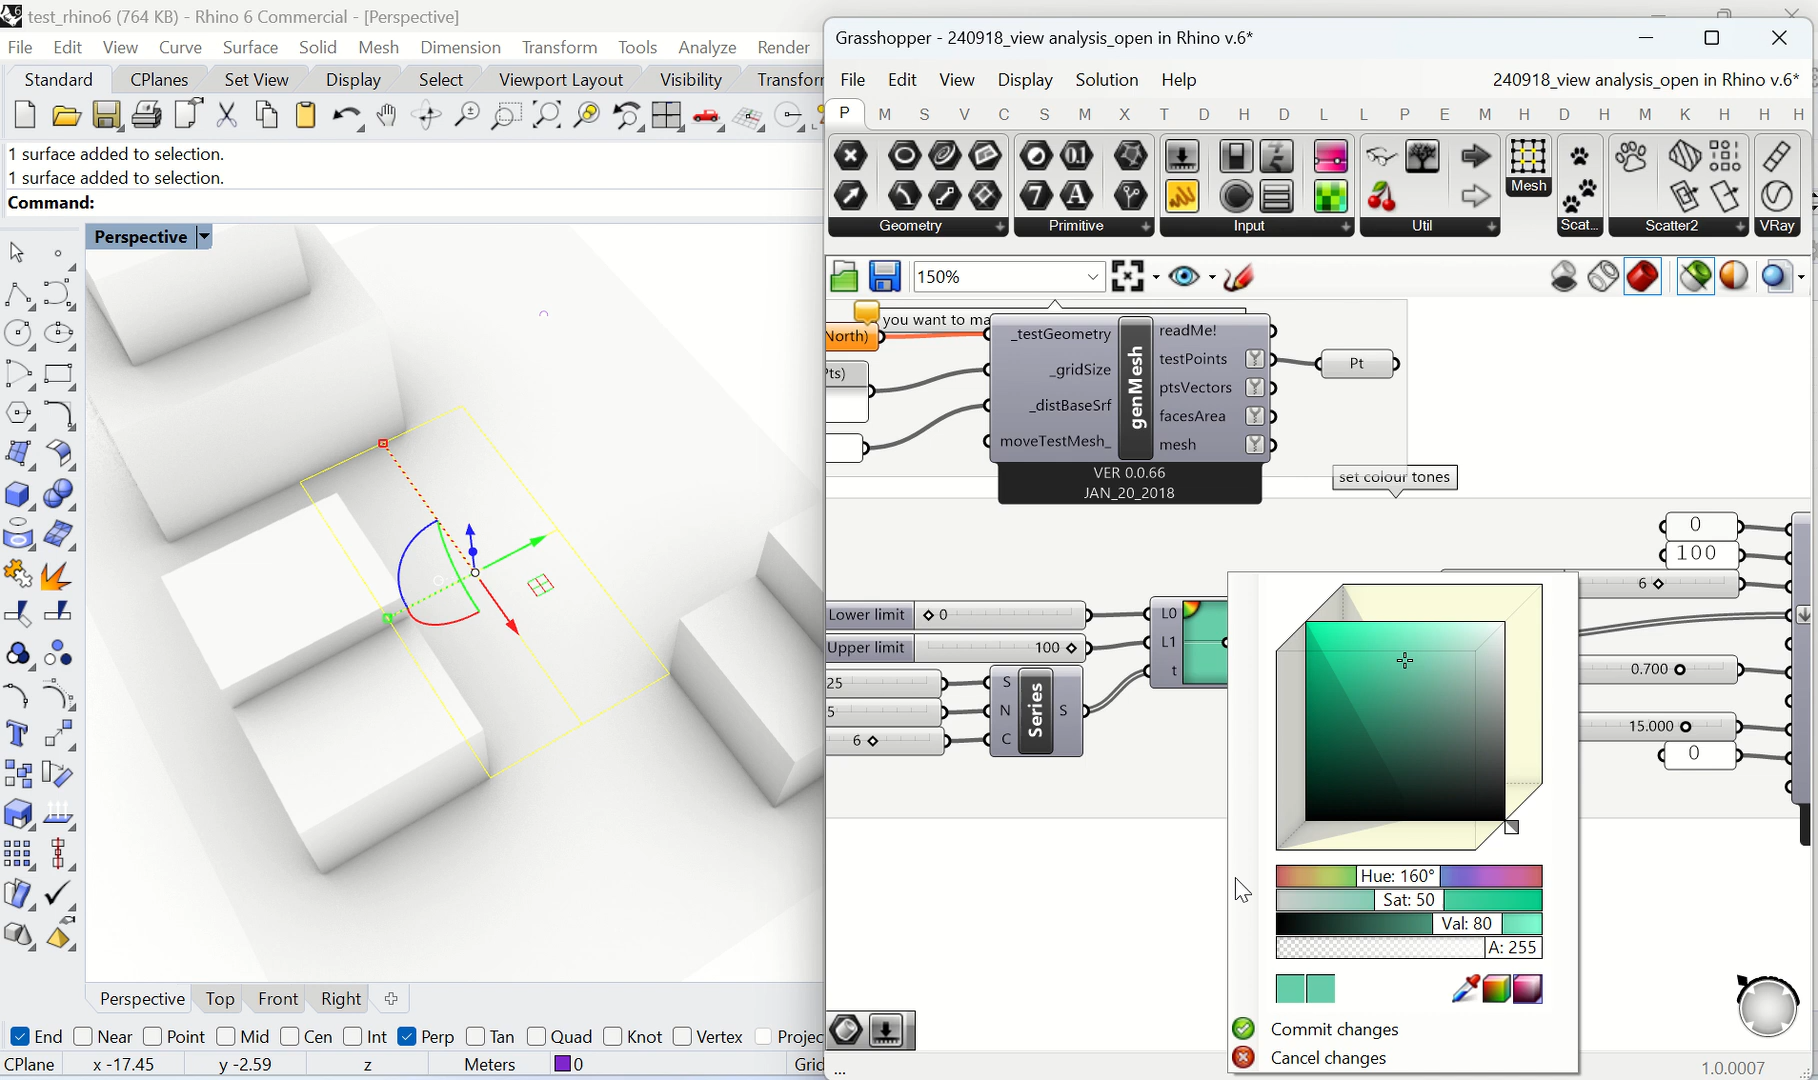 test_rhino6 (764 KB) - Rhino 6 Commercial - [Perspective]
File Edit View Curve Surface Solid Mesh Dimension Transform Tools Analyze Render
Standard CPlanes Set View Display Select Viewport Layout Visibility Transforr
1 surface added to selection.
1 surface added to selection.
Command:
Perspective
Perspective Top Front Right
End Near Point Mid Cen Int Perp Tan Quad Knot Vertex Projec
CPlane x -17.45 y -2.59 z Meters 0 Grid
Grasshopper - 240918_view analysis_open in Rhino v.6*
File Edit View Display Solution Help 240918_view analysis_open in Rhino v.6*
P M S V C S M X T D H D L L P E M H D H M K H H H
Geometry Primitive Input Util Mesh Scat... Scatter2 VRay
150%
you want to ma
North)
Pts)
_testGeometry
_gridSize
_distBaseSrf
moveTestMesh_
genMesh
readMe!
testPoints
ptsVectors
facesArea
mesh
VER 0.0.66
JAN_20_2018
Pt
set colour tones
Lower limit 0
Upper limit 100
25
5
6
S
N
C
Series
S
L0
L1
t
0
100
6
0.700
15.000
0
Hue: 160°
Sat: 50
Val: 80
A: 255
Commit changes
Cancel changes
...
1.0.0007